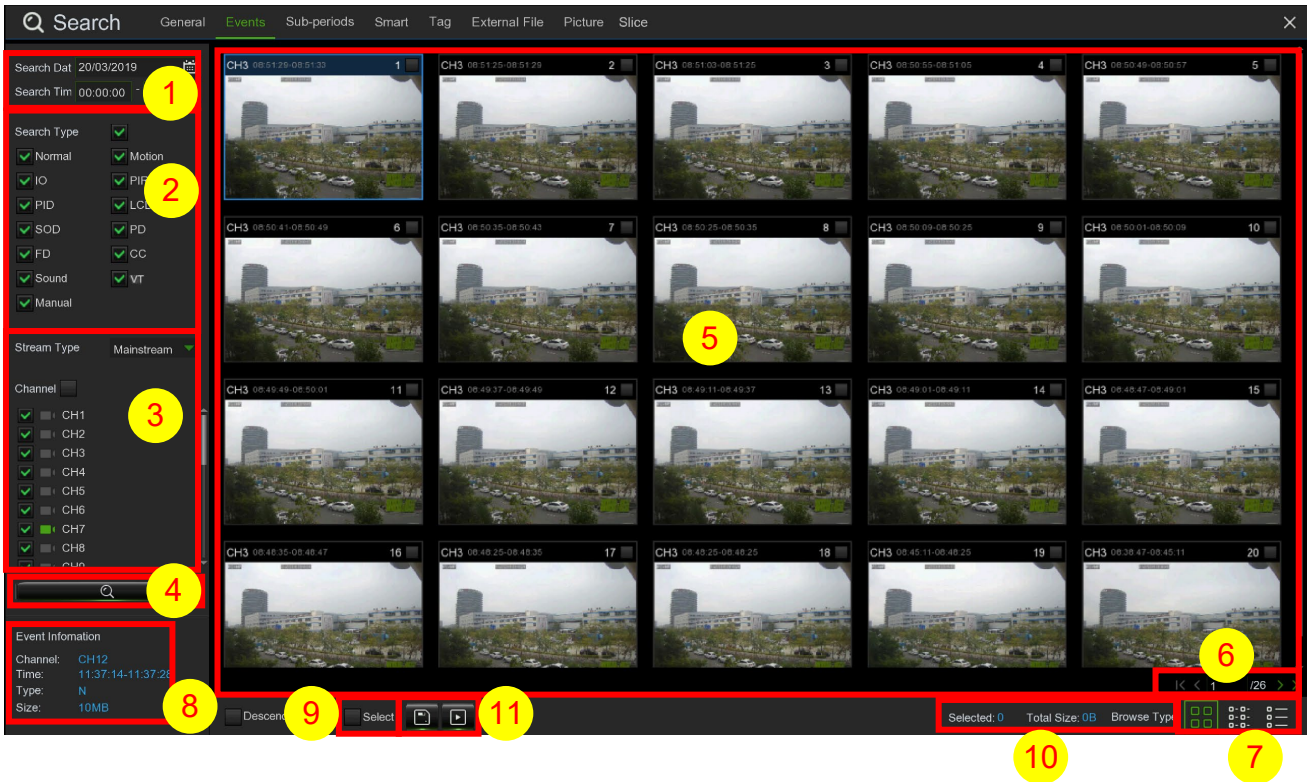 Search General Events Sub-periods Smart Tag External File Picture Slice
Search Dat 20/03/2019
Search Tim 00:00:00 -
1
Search Type
Normal Motion
IO PIR
2
PID LCD
SOD PD
FD CC
Sound VT
Manual
Stream Type Mainstream
Channel
3
CH1
CH2
CH3
CH4
CH5
CH6
CH7
CH8
4
Event Infomation
Channel: CH12
Time: 11:37:14-11:37:28
Type: N
Size: 10MB
8
CH3 08:51:29-08:51:33 1
CH3 08:51:25-08:51:29 2
CH3 08:51:03-08:51:25 3
CH3 08:50:55-08:51:05 4
CH3 08:50:49-08:50:57 5
CH3 08:50:41-08:50:49 6
CH3 08:50:35-08:50:43 7
CH3 08:50:25-08:50:35 8
CH3 08:50:09-08:50:25 9
CH3 08:50:01-08:50:09 10
5
CH3 08:49:49-08:50:01 11
CH3 08:49:37-08:49:49 12
CH3 08:49:11-08:49:37 13
CH3 08:49:01-08:49:11 14
CH3 08:48:47-08:49:01 15
CH3 08:48:35-08:48:47 16
CH3 08:48:25-08:48:35 17
CH3 08:48:25-08:48:25 18
CH3 08:45:11-08:48:25 19
CH3 08:38:47-08:45:11 20
6
1 /26
Descend
9
Select
11
Selected: 0 Total Size: 0B Browse Type
10
7